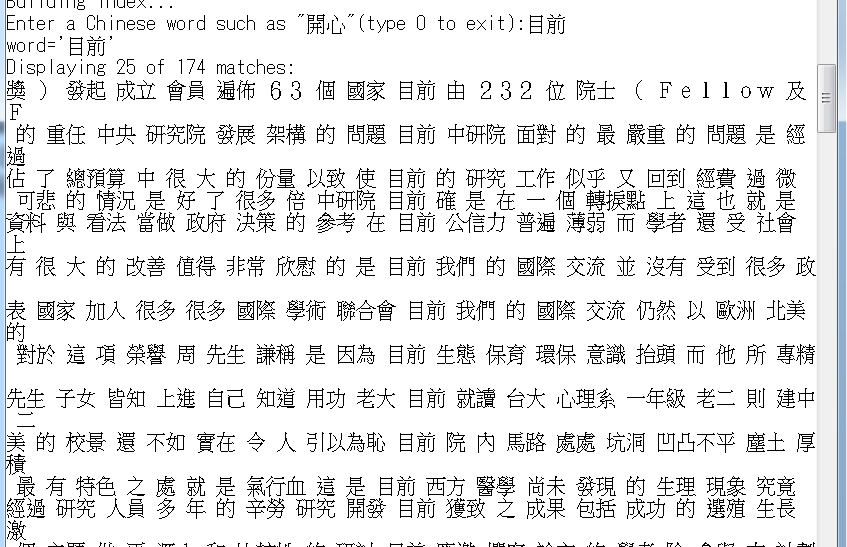 Building index...
Enter a Chinese word such as "開心"(type 0 to exit):目前
word='目前'
Displaying 25 of 174 matches:
獎 ） 發起 成立 會員 遍佈 ６３ 個 國家 目前 由 ２３２ 位 院士 （ Ｆｅｌｌｏｗ 及
Ｆ
的 重任 中央 研究院 發展 架構 的 問題 目前 中研院 面對 的 最 嚴重 的 問題 是 經
過
佔 了 總預算 中 很 大 的 份量 以致 使 目前 的 研究 工作 似乎 又 回到 經費 過 微
可悲 的 情況 是 好 了 很多 倍 中研院 目前 確 是 在 一 個 轉捩點 上 這 也 就 是
資料 與 看法 當做 政府 決策 的 參考 在 目前 公信力 普遍 薄弱 而 學者 還 受 社會
上
有 很 大 的 改善 值得 非常 欣慰 的 是 目前 我們 的 國際 交流 並 沒有 受到 很多 政
表 國家 加入 很多 很多 國際 學術 聯合會 目前 我們 的 國際 交流 仍然 以 歐洲 北美
的
對於 這 項 榮譽 周 先生 謙稱 是 因為 目前 生態 保育 環保 意識 抬頭 而 他 所 專精
先生 子女 皆知 上進 自己 知道 用功 老大 目前 就讀 台大 心理系 一年級 老二 則 建中
二
美 的 校景 還 不如 實在 令 人 引以為恥 目前 院 內 馬路 處處 坑洞 凹凸不平 塵土 厚
積
最 有 特色 之 處 就 是 氣行血 這 是 目前 西方 醫學 尚未 發現 的 生理 現象 究竟
經過 研究 人員 多 年 的 辛勞 研究 開發 目前 獲致 之 成果 包括 成功 的 選殖 生長
激